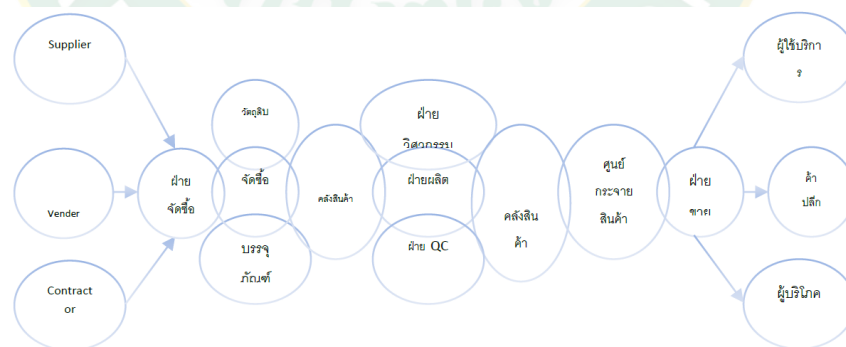 Supplier
Vender
Contract
or
ฝ่าย
จัดซื้อ
วัตถุดิบ
จัดซื้อ
บรรจุ
ภัณฑ์
คลังสินค้า
ฝ่าย
วิศวกรรม
ฝ่ายผลิต
ฝ่าย QC
คลังสิน
ค้า
ศูนย์
กระจาย
สินค้า
ฝ่าย
ขาย
ผู้ใช้บริกา
ร
ค้า
ปลีก
ผู้บริโภค